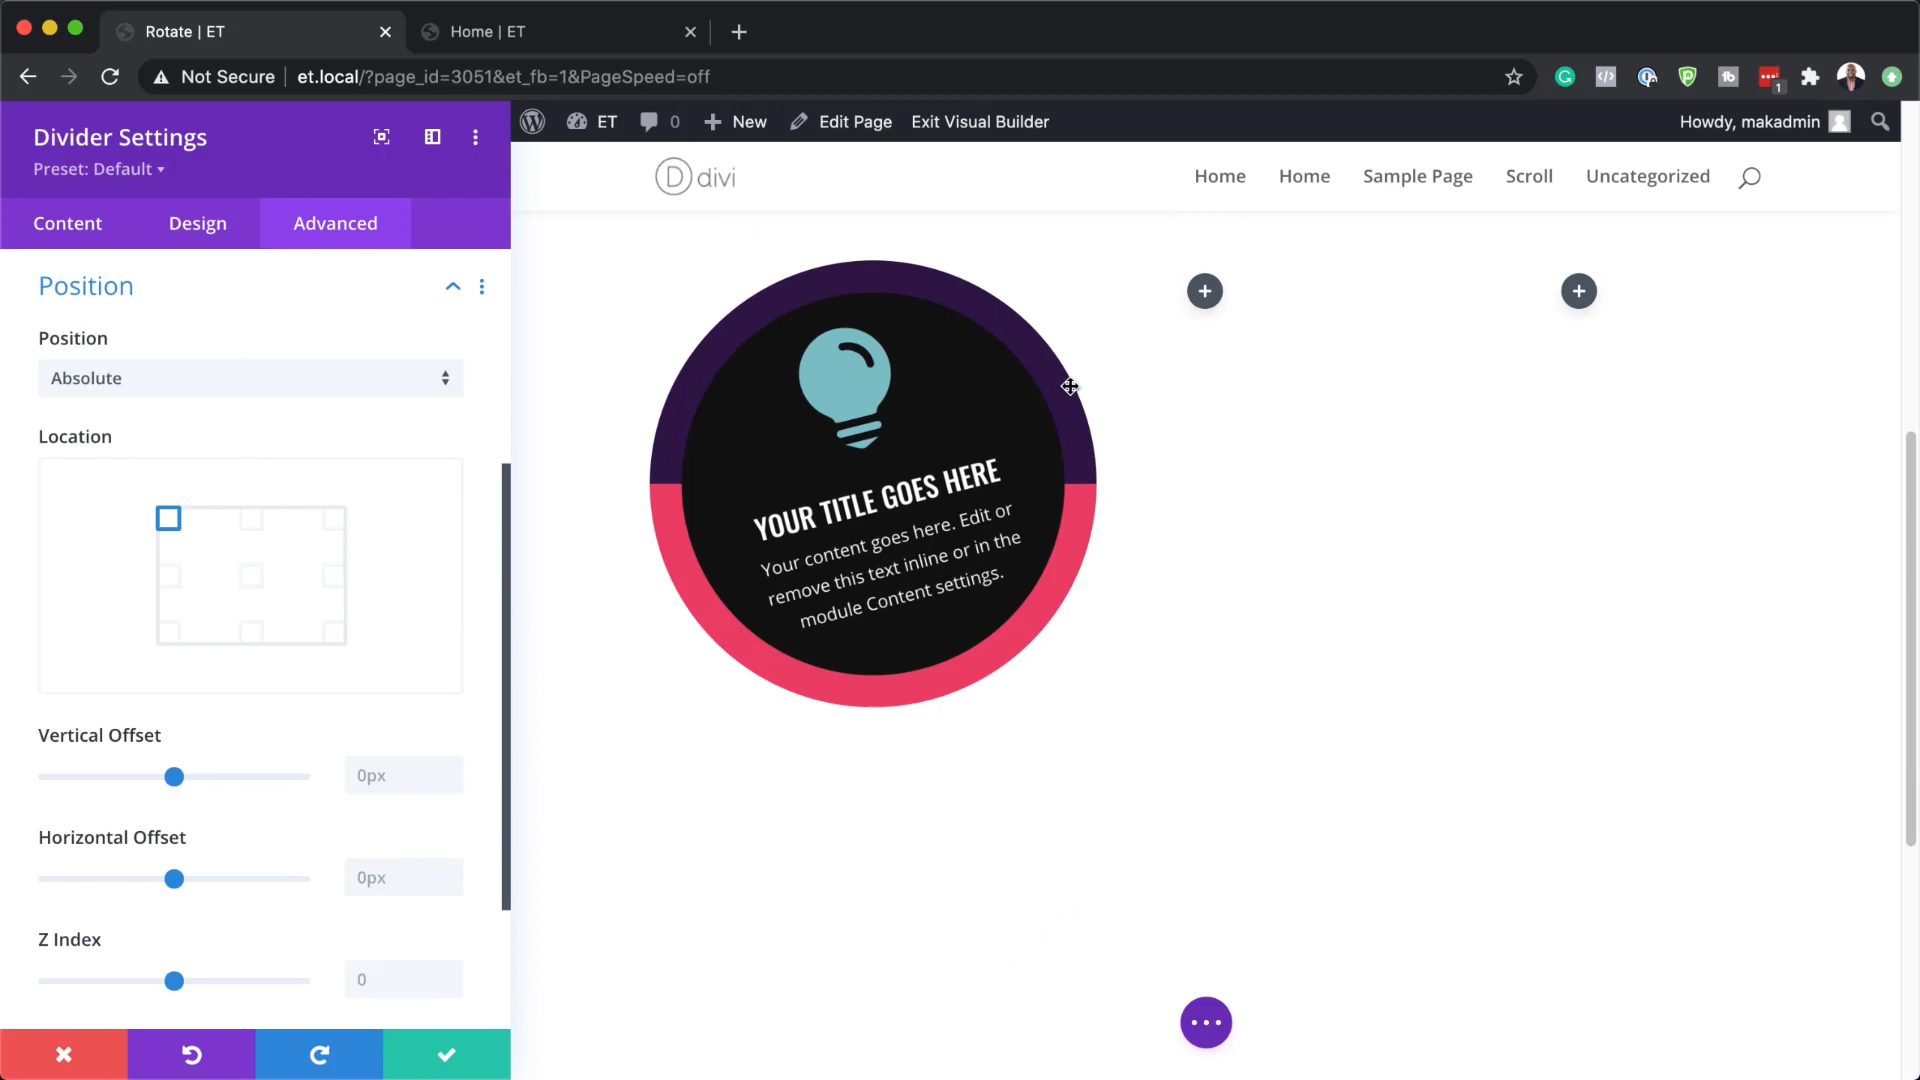 Rotate | ET
Home | ET
Not Secure
et.local/?page_id=3051&et_fb=1&PageSpeed=off
tb
1
Divider Settings
Preset: Default
ET
0
New
Edit Page
Exit Visual Builder
Howdy, makadmin
D divi
Home
Home
Sample Page
Scroll
Uncategorized
Content
Design
Advanced
Position
Position
Absolute
Location
Vertical Offset
0px
Horizontal Offset
0px
Z Index
0
YOUR TITLE GOES HERE
Your content goes here. Edit or
remove this text inline or in the
module Content settings.